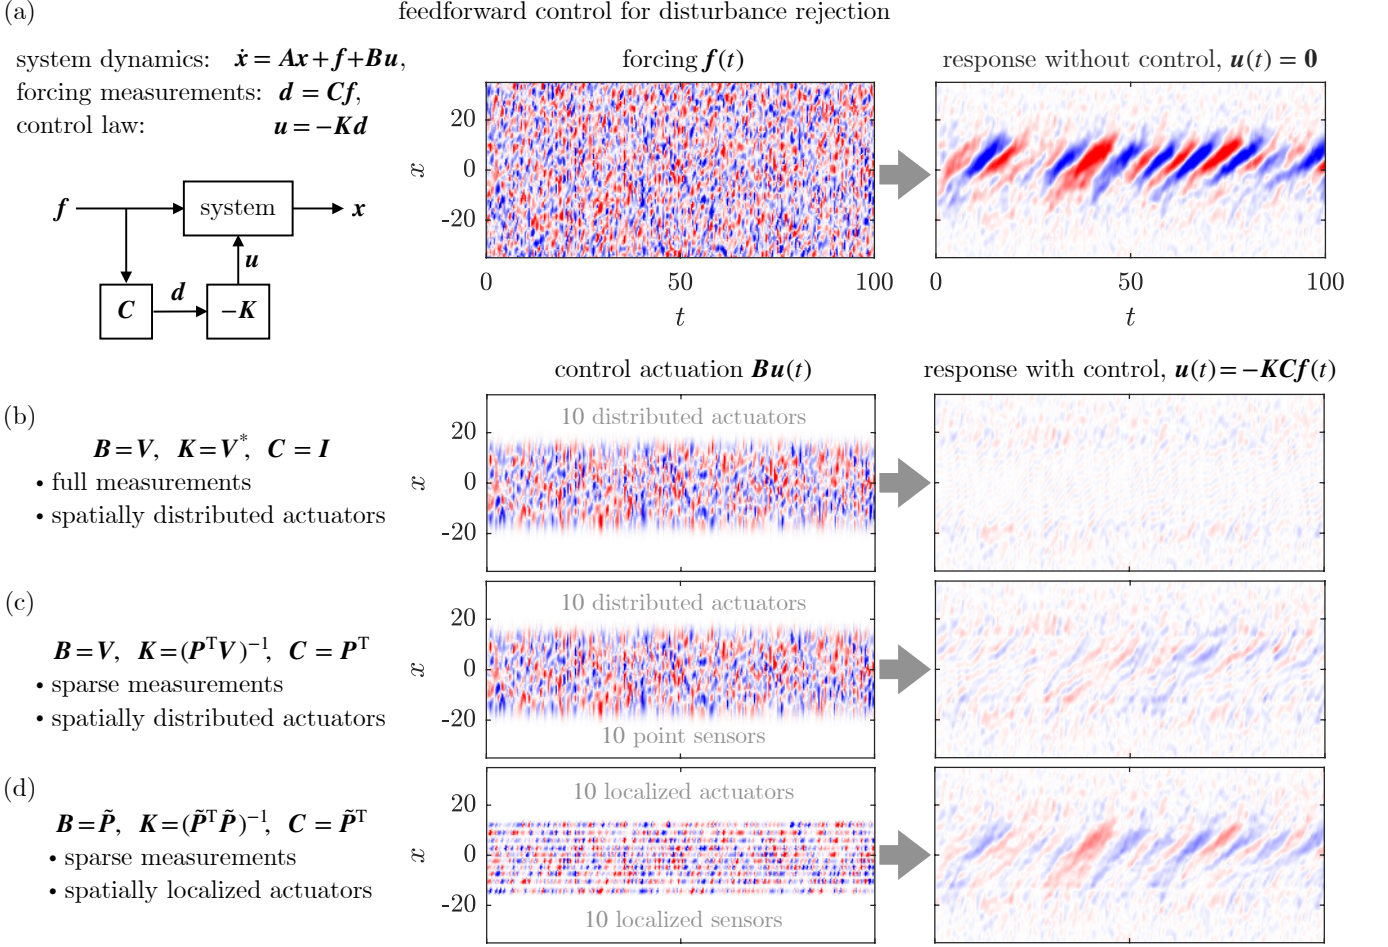 (a)
feedforward control for disturbance rejection
system dynamics: ẋ = Ax + f + Bu,
forcing measurements: d = Cf,
control law: u = −Kd
f
system
x
u
d
C
−K
forcing f(t)
20
0
-20
x
0
50
100
t
response without control, u(t) = 0
0
50
100
t
control actuation Bu(t)
response with control, u(t) = −KCf(t)
(b)
B = V, K = V*, C = I
• full measurements
• spatially distributed actuators
10 distributed actuators
20
0
-20
x
(c)
B = V, K = (PᵀV)⁻¹, C = Pᵀ
• sparse measurements
• spatially distributed actuators
10 distributed actuators
20
0
-20
x
10 point sensors
(d)
B = P̃, K = (P̃ᵀP̃)⁻¹, C = P̃ᵀ
• sparse measurements
• spatially localized actuators
10 localized actuators
20
0
-20
x
10 localized sensors